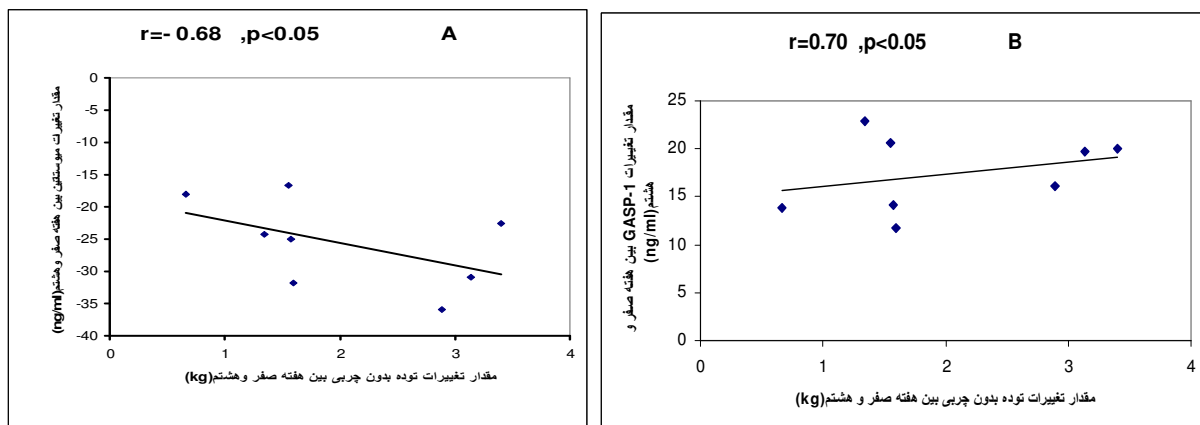 r=- 0.68 ,p<0.05 A
مقدار تغییرات میوستاتین بین هفته صفر و هشتم(ng/ml)
0
-5
-10
-15
-20
-25
-30
-35
-40
0 1 2 3 4
مقدار تغییرات توده بدون چربی بین هفته صفر وهشتم(kg)
r=0.70 ,p<0.05 B
مقدار تغییرات GASP-1 بین هفته صفر و
هشتم(ng/ml)
25
20
15
10
5
0
0 1 2 3 4
مقدار تغییرات توده بدون چربی بین هفته صفر و هشتم(kg)